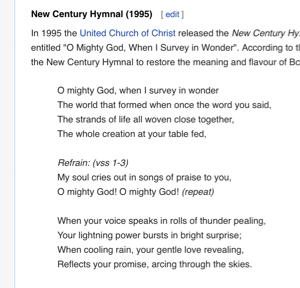 New Century Hymnal (1995) [ edit ]
In 1995 the United Church of Christ released the New Century Hy
entitled "O Mighty God, When I Survey in Wonder". According to t
the New Century Hymnal to restore the meaning and flavour of Bo
O mighty God, when I survey in wonder
The world that formed when once the word you said,
The strands of life all woven close together,
The whole creation at your table fed,
Refrain: (vss 1-3)
My soul cries out in songs of praise to you,
O mighty God! O mighty God! (repeat)
When your voice speaks in rolls of thunder pealing,
Your lightning power bursts in bright surprise;
When cooling rain, your gentle love revealing,
Reflects your promise, arcing through the skies.